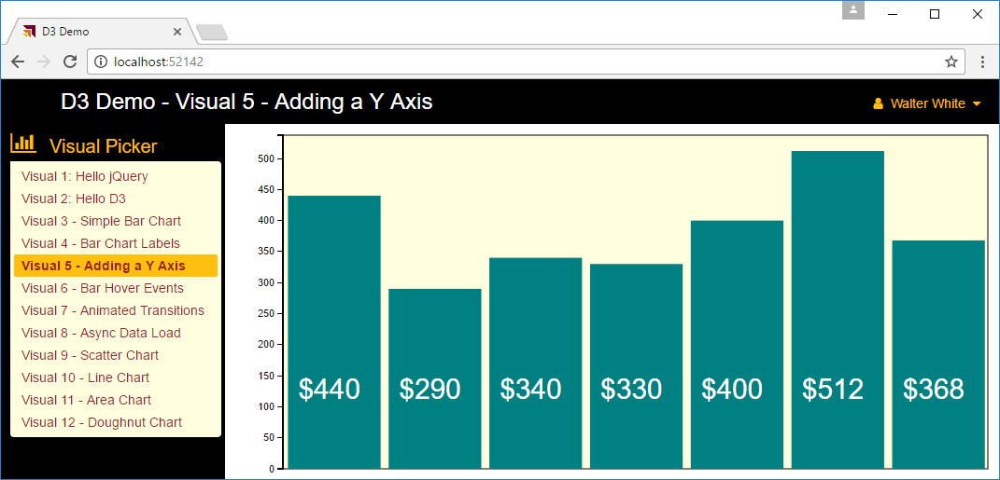 D3 Demo
localhost:52142
D3 Demo - Visual 5 - Adding a Y Axis
Walter White
Visual Picker
Visual 1: Hello jQuery
Visual 2: Hello D3
Visual 3 - Simple Bar Chart
Visual 4 - Bar Chart Labels
Visual 5 - Adding a Y Axis
Visual 6 - Bar Hover Events
Visual 7 - Animated Transitions
Visual 8 - Async Data Load
Visual 9 - Scatter Chart
Visual 10 - Line Chart
Visual 11 - Area Chart
Visual 12 - Doughnut Chart
500
450
400
350
300
250
200
150
100
50
0
$440 $290 $340 $330 $400 $512 $368